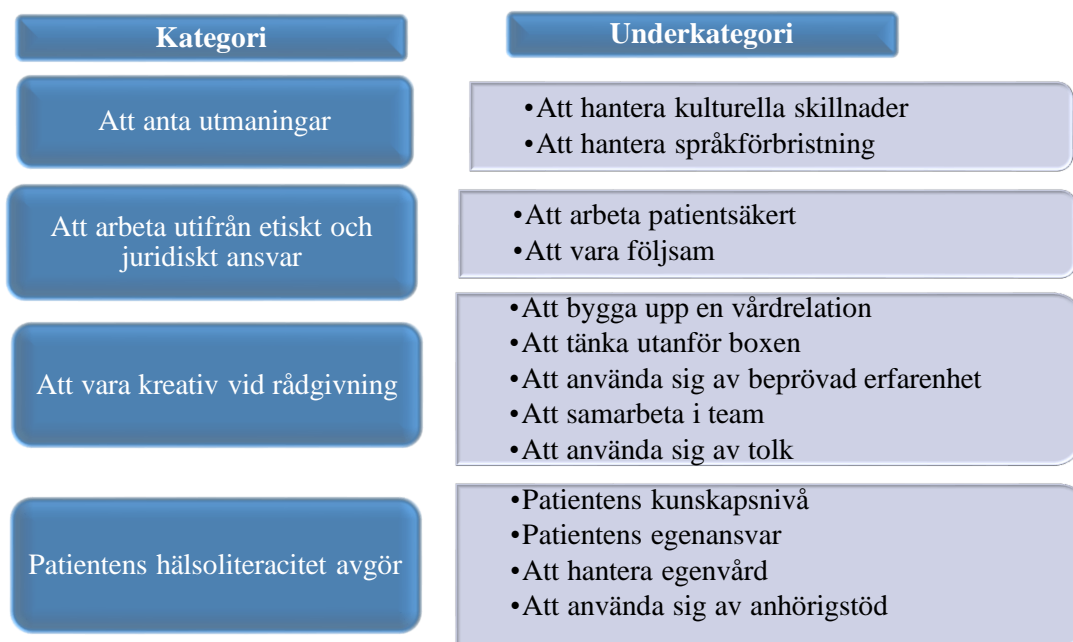 Kategori
Underkategori
Att anta utmaningar
•Att hantera kulturella skillnader
•Att hantera språkförbristning
Att arbeta utifrån etiskt och
juridiskt ansvar
•Att arbeta patientsäkert
•Att vara följsam
Att vara kreativ vid rådgivning
•Att bygga upp en vårdrelation
•Att tänka utanför boxen
•Att använda sig av beprövad erfarenhet
•Att samarbeta i team
•Att använda sig av tolk
Patientens hälsoliteracitet avgör
•Patientens kunskapsnivå
•Patientens egenansvar
•Att hantera egenvård
•Att använda sig av anhörigstöd